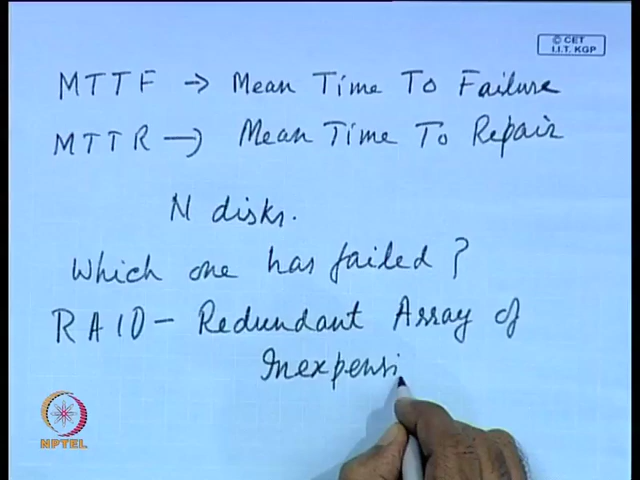 © CET
I.I.T. KGP
MTTF → Mean Time To Failure
MTTR → Mean Time To Repair
N disks.
Which one has failed?
RAID - Redundant Array of
Inexpensi
NPTEL